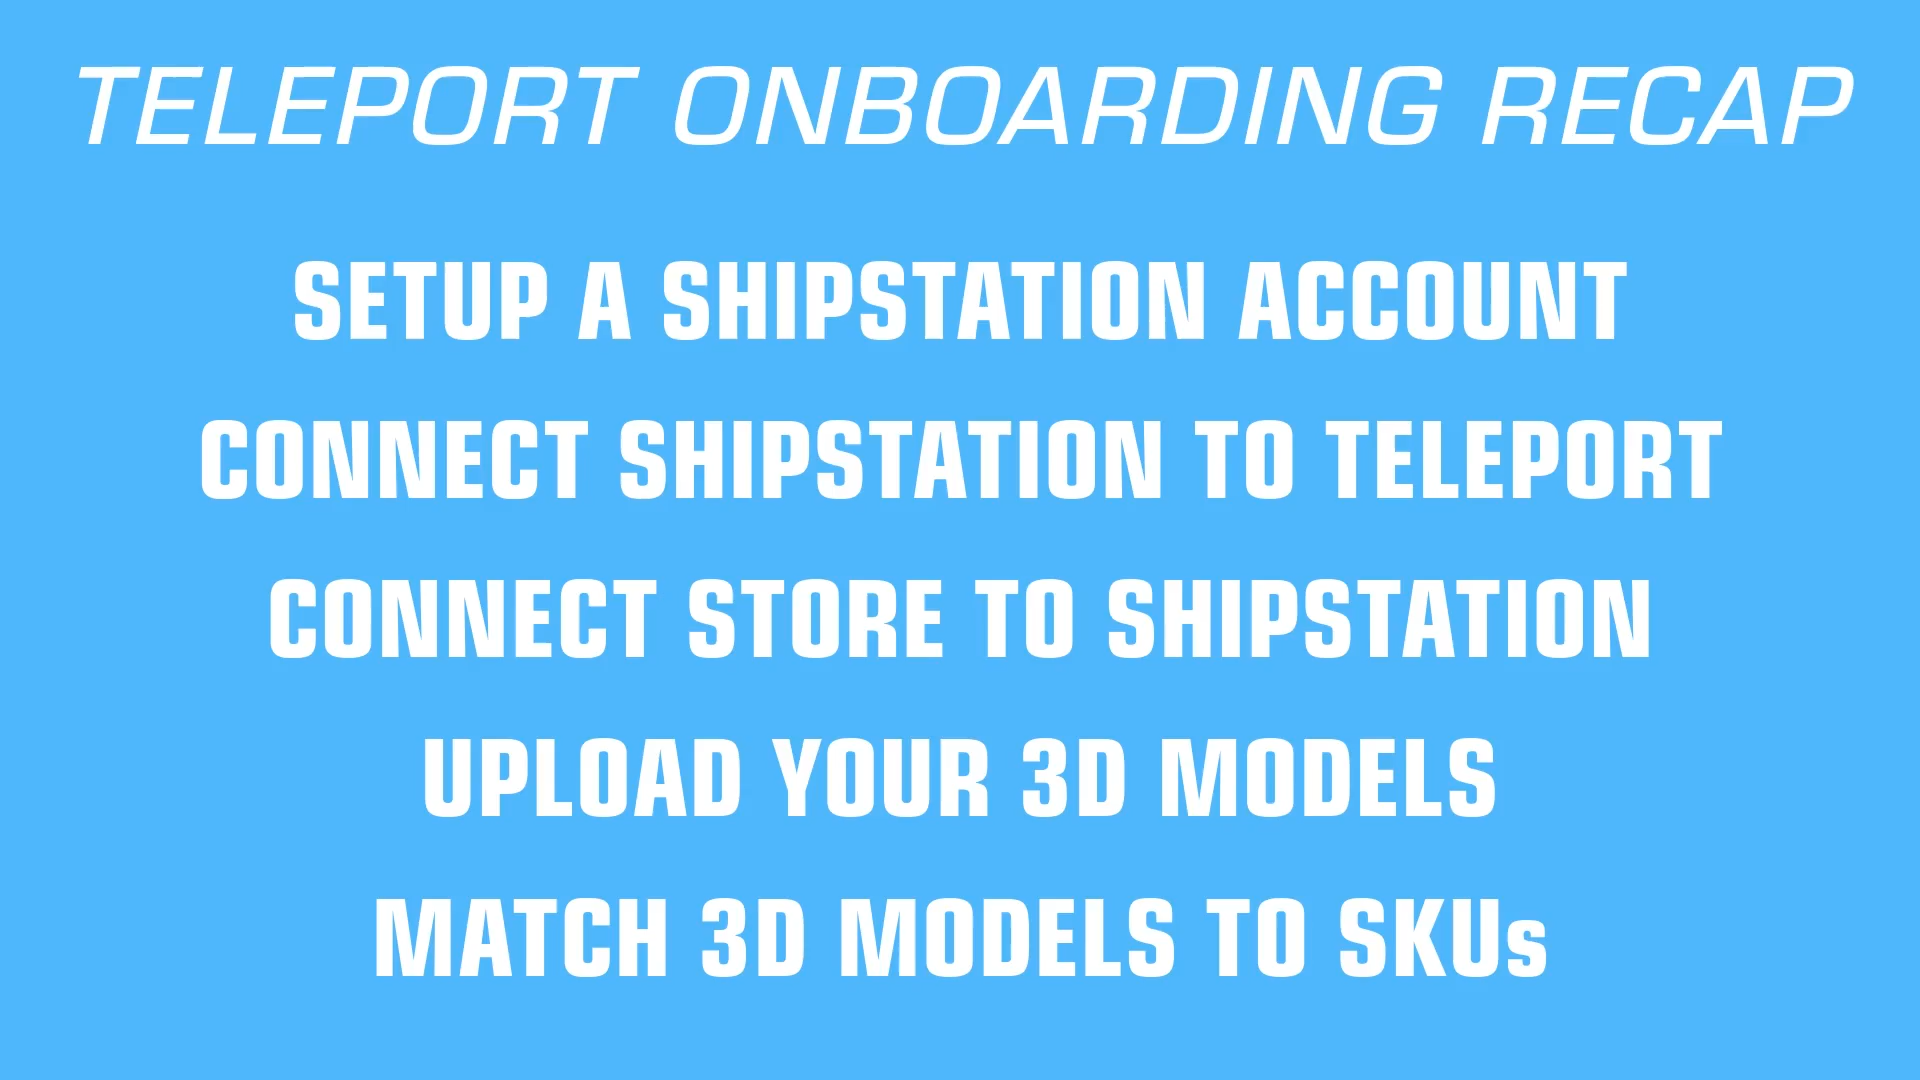 TELEPORT ONBOARDING RECAP
SETUP A SHIPSTATION ACCOUNT
CONNECT SHIPSTATION TO TELEPORT
CONNECT STORE TO SHIPSTATION
UPLOAD YOUR 3D MODELS
MATCH 3D MODELS TO SKUs